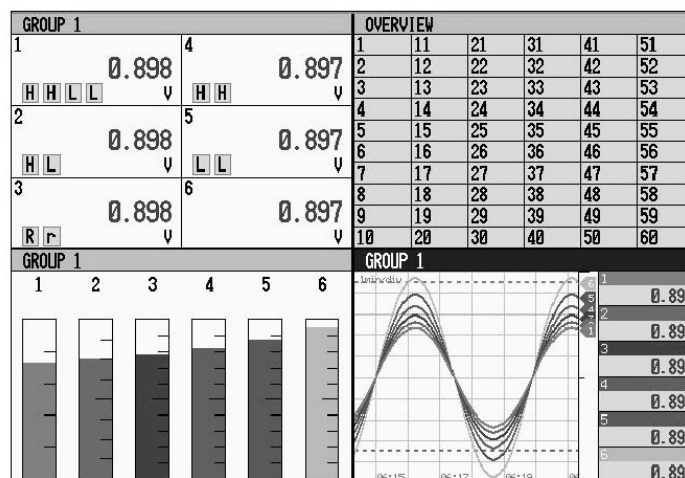 GROUP 1
1 4
0.898 0.897
H H L L V H H V
2 5
0.898 0.897
H L V L L V
3 6
0.898 0.897
R r V V
OVERVIEW
1 11 21 31 41 51
2 12 22 32 42 52
3 13 23 33 43 53
4 14 24 34 44 54
5 15 25 35 45 55
6 16 26 36 46 56
7 17 27 37 47 57
8 18 28 38 48 58
9 19 29 39 49 59
10 20 30 40 50 60
GROUP 1
1 2 3 4 5 6
GROUP 1
1min/div
6
5
4
1
06:15 06:17 06:19
1
0.89
2
0.89
3
0.89
4
0.89
5
0.89
6
0.89